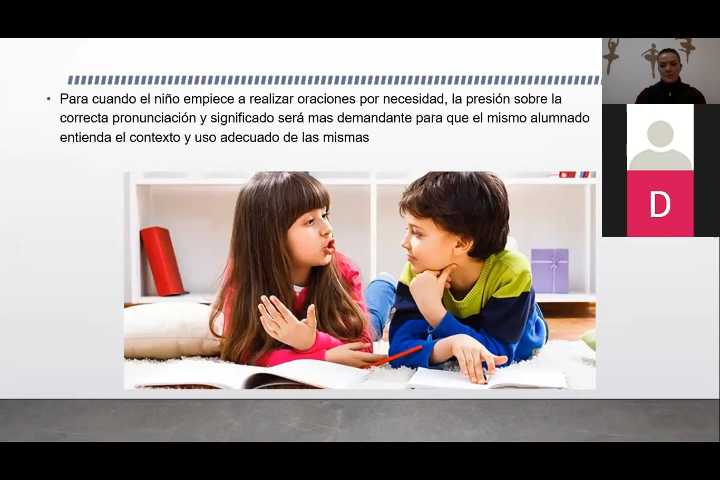 • Para cuando el niño empiece a realizar oraciones por necesidad, la presión sobre la
correcta pronunciación y significado será mas demandante para que el mismo alumnado
entienda el contexto y uso adecuado de las mismas
D